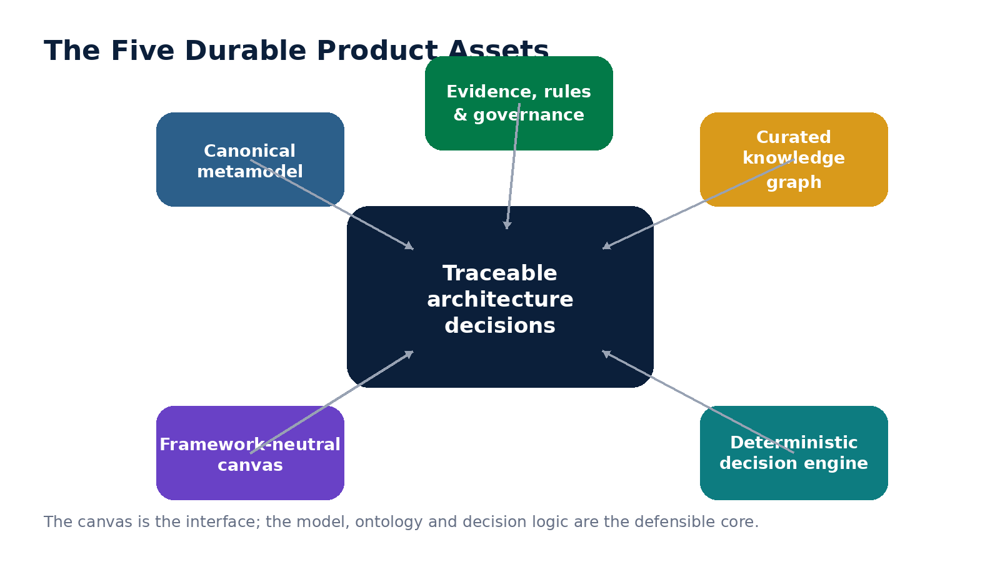 The Five Durable Product Assets
Evidence, rules
& governance
Canonical
metamodel
Curated
knowledge
graph
Traceable
architecture
decisions
Framework-neutral
canvas
Deterministic
decision engine
The canvas is the interface; the model, ontology and decision logic are the defensible core.